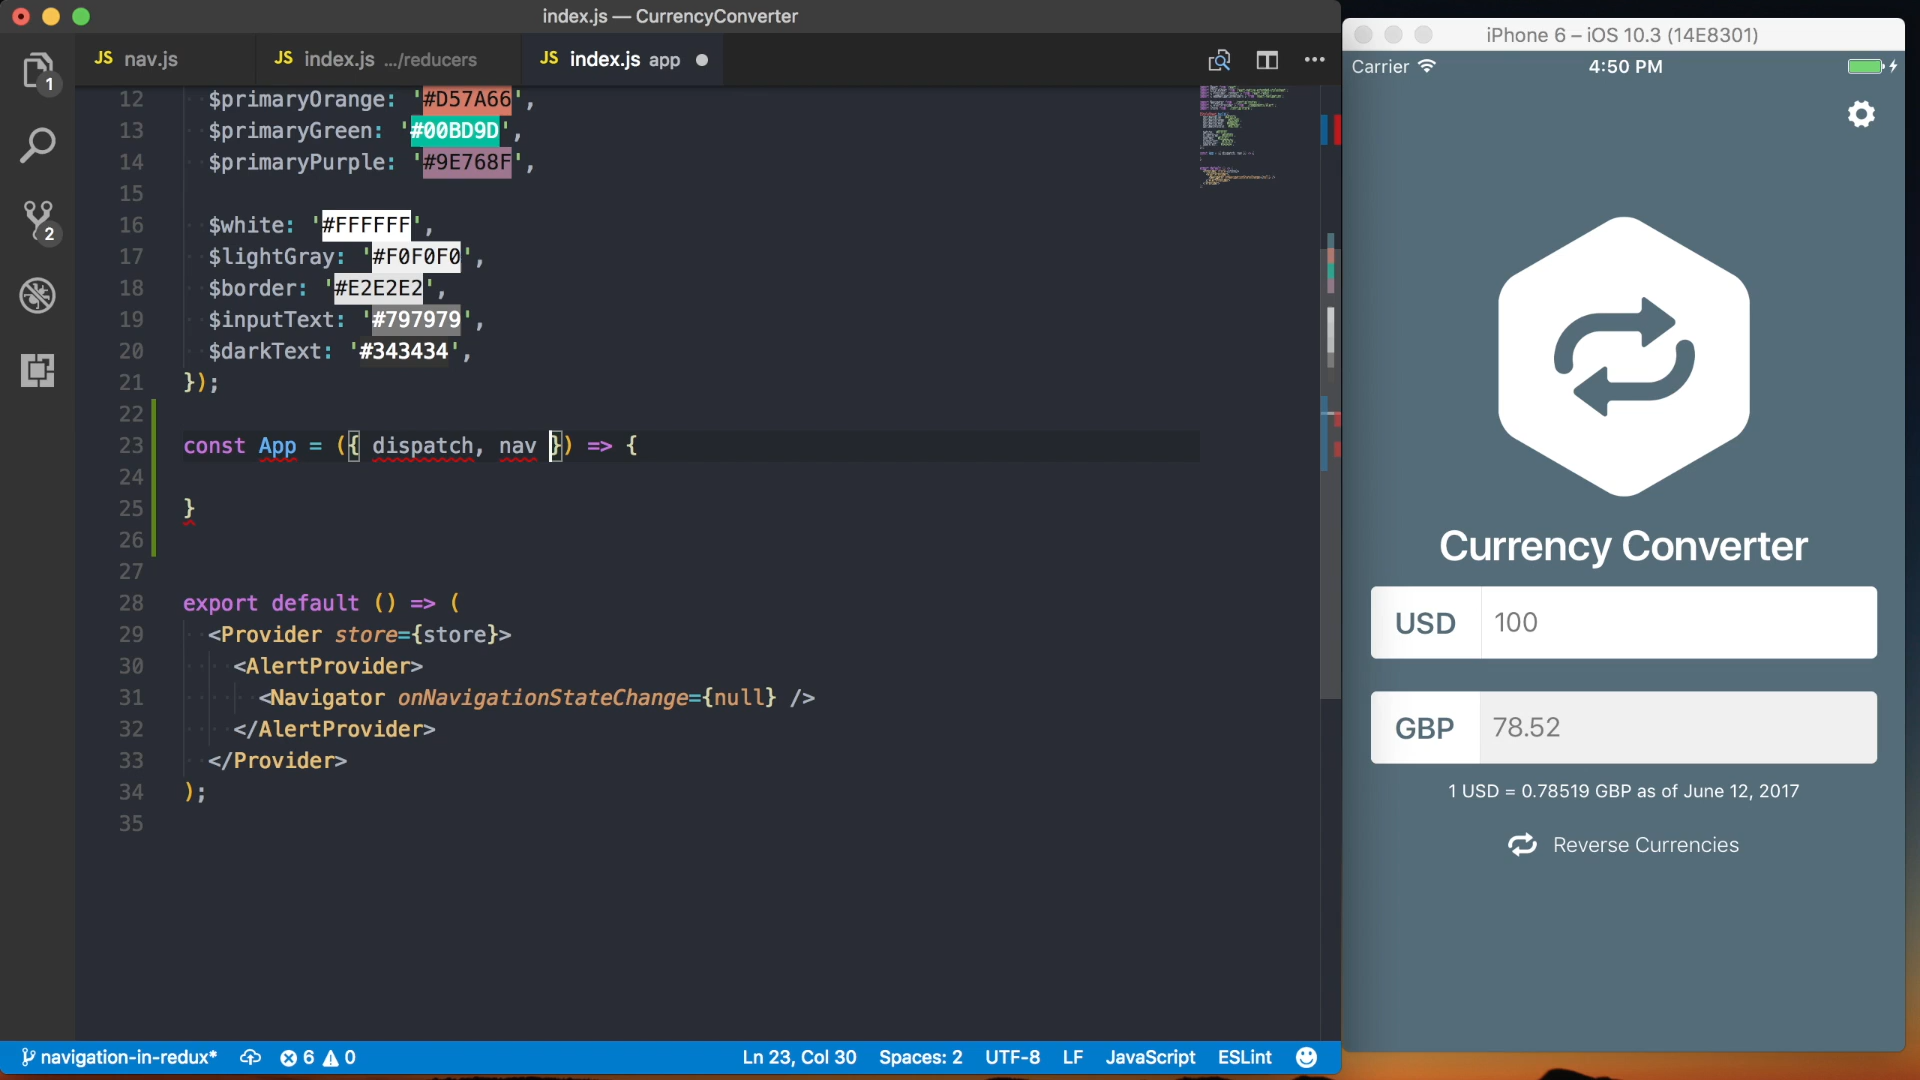 index.js — CurrencyConverter
JS nav.js
JS index.js .../reducers
JS index.js app
1
2
12 $primaryOrange: '#D57A66',
13 $primaryGreen: '#00BD9D',
14 $primaryPurple: '#9E768F',
15
16 $white: '#FFFFFF',
17 $lightGray: '#F0F0F0',
18 $border: '#E2E2E2',
19 $inputText: '#797979',
20 $darkText: '#343434',
21 });
22
23 const App = ({ dispatch, nav }) => {
24
25 }
26
27
28 export default () => (
29 <Provider store={store}>
30 <AlertProvider>
31 <Navigator onNavigationStateChange={null} />
32 </AlertProvider>
33 </Provider>
34 );
35
navigation-in-redux* 6 0
Ln 23, Col 30 Spaces: 2 UTF-8 LF JavaScript ESLint
iPhone 6 – iOS 10.3 (14E8301)
Carrier 4:50 PM
Currency Converter
USD 100
GBP 78.52
1 USD = 0.78519 GBP as of June 12, 2017
Reverse Currencies